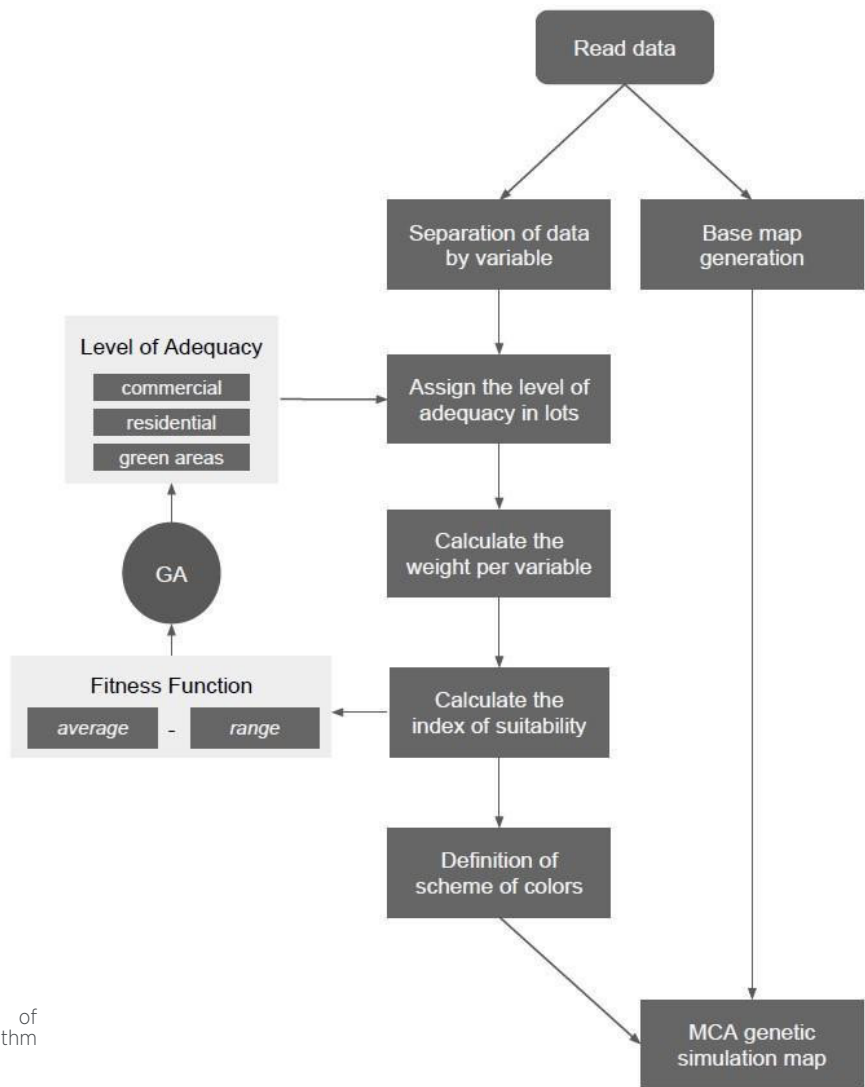 Read data
Separation of data
by variable
Base map
generation
Level of Adequacy
commercial
residential
green areas
Assign the level of
adequacy in lots
GA
Calculate the
weight per variable
Fitness Function
average - range
Calculate the
index of suitability
Definition of
scheme of colors
of
thm
MCA genetic
simulation map